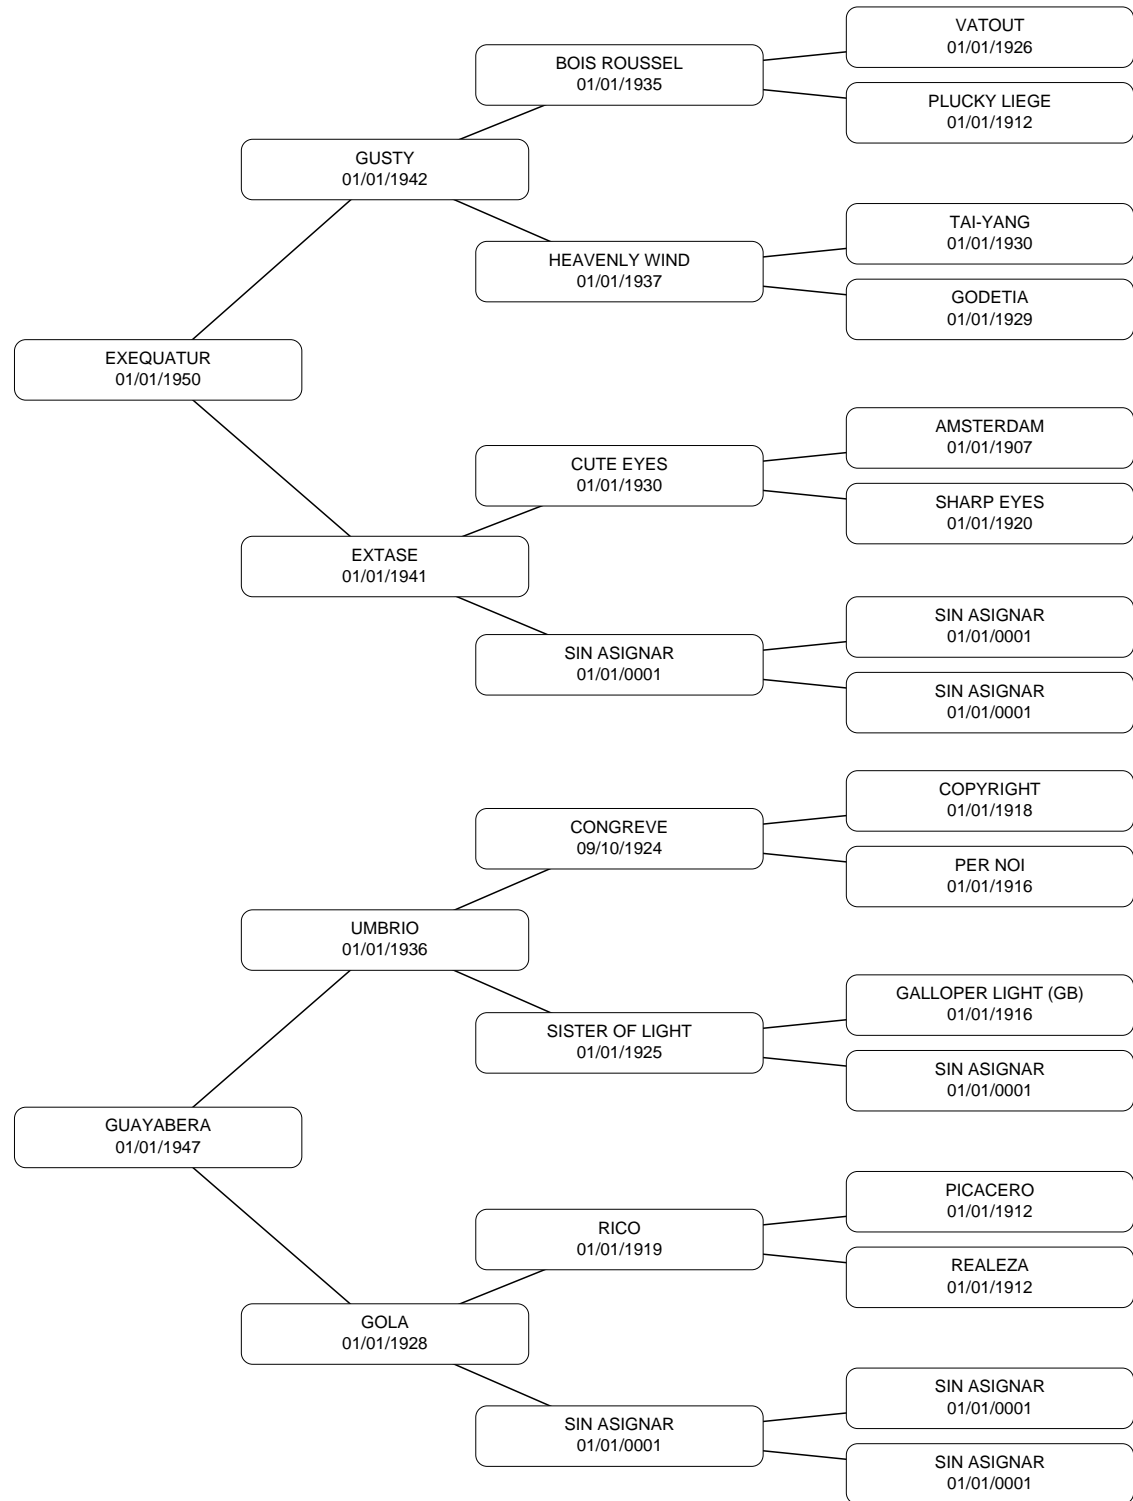 VATOUT
01/01/1926
BOIS ROUSSEL
01/01/1935
PLUCKY LIEGE
01/01/1912
GUSTY
01/01/1942
TAI-YANG
01/01/1930
HEAVENLY WIND
01/01/1937
GODETIA
01/01/1929
EXEQUATUR
01/01/1950
AMSTERDAM
01/01/1907
CUTE EYES
01/01/1930
SHARP EYES
01/01/1920
EXTASE
01/01/1941
SIN ASIGNAR
01/01/0001
SIN ASIGNAR
01/01/0001
SIN ASIGNAR
01/01/0001
COPYRIGHT
01/01/1918
CONGREVE
09/10/1924
PER NOI
01/01/1916
UMBRIO
01/01/1936
GALLOPER LIGHT (GB)
01/01/1916
SISTER OF LIGHT
01/01/1925
SIN ASIGNAR
01/01/0001
GUAYABERA
01/01/1947
PICACERO
01/01/1912
RICO
01/01/1919
REALEZA
01/01/1912
GOLA
01/01/1928
SIN ASIGNAR
01/01/0001
SIN ASIGNAR
01/01/0001
SIN ASIGNAR
01/01/0001